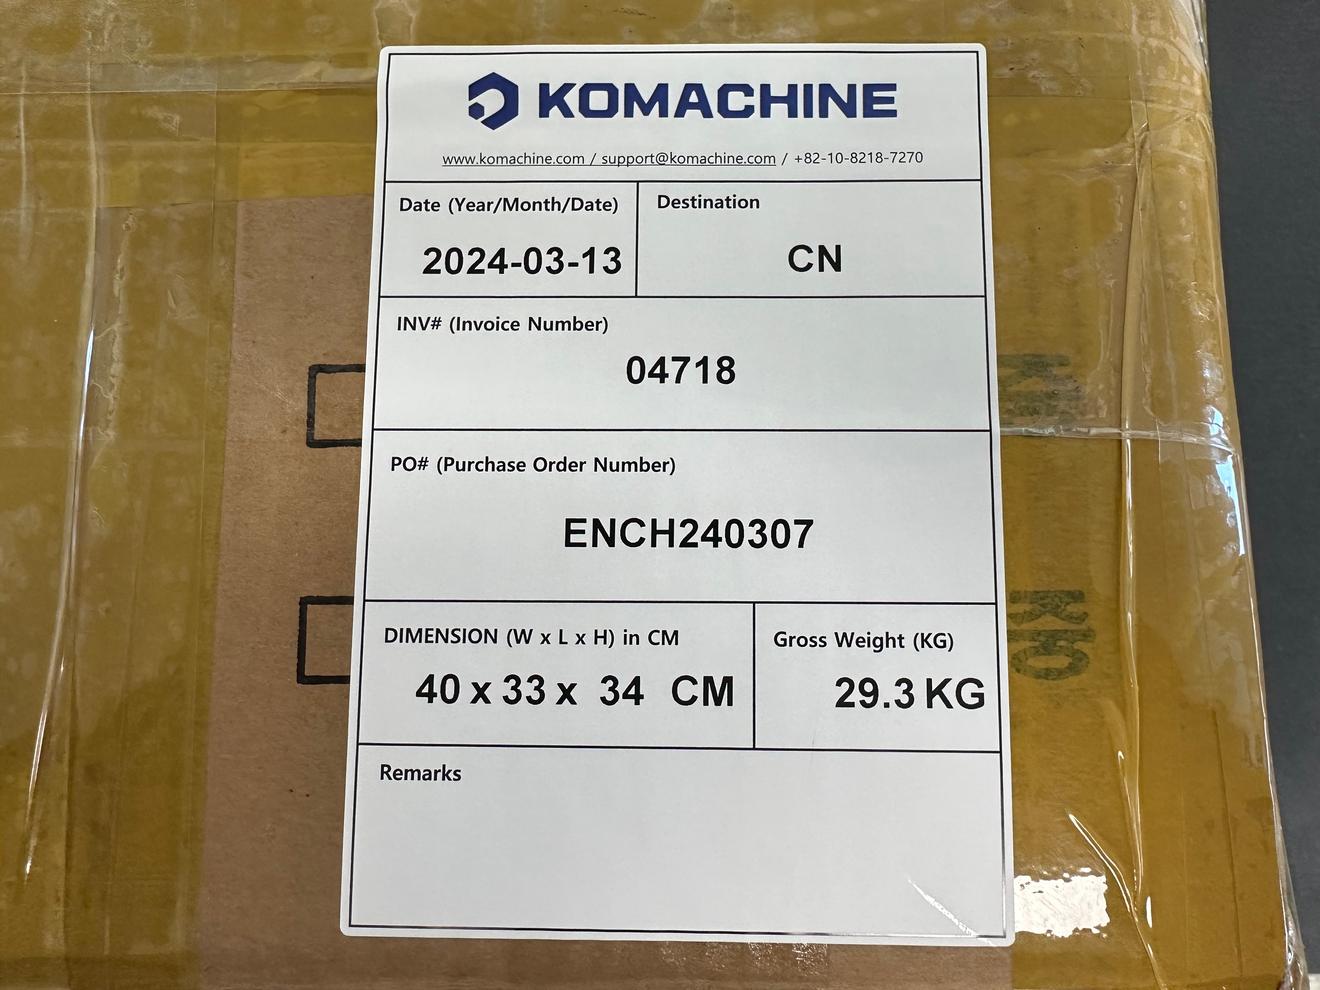 KOMACHINE
www.komachine.com / support@komachine.com / +82-10-8218-7270
Date (Year/Month/Date)
2024-03-13
Destination
CN
INV# (Invoice Number)
04718
PO# (Purchase Order Number)
ENCH240307
DIMENSION (W x L x H) in CM
40 x 33 x 34 CM
Gross Weight (KG)
29.3 KG
Remarks